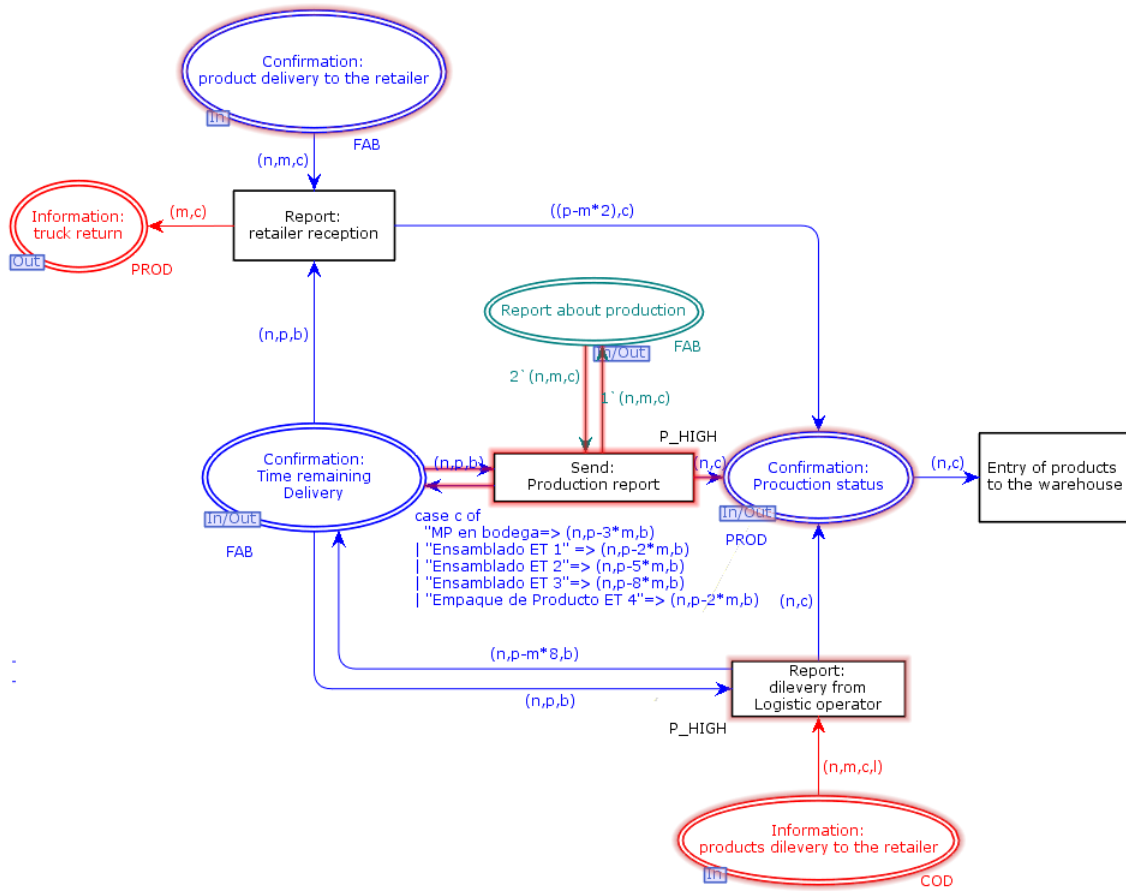 Confirmation:
product delivery to the retailer
In
FAB
(n,m,c)
Information:
truck return
Out
PROD
(m,c)
Report:
retailer reception
((p-m*2),c)
(n,p,b)
Report about production
In/Out
FAB
2`(n,m,c)
1`(n,m,c)
P_HIGH
Confirmation:
Time remaining
Delivery
In/Out
FAB
(n,p,b)
Send:
Production report
(n,c)
Confirmation:
Procuction status
In/Out
PROD
(n,c)
Entry of products
to the warehouse
case c of
"MP en bodega=> (n,p-3*m,b)
| "Ensamblado ET 1" => (n,p-2*m,b)
| "Ensamblado ET 2"=> (n,p-5*m,b)
| "Ensamblado ET 3"=> (n,p-8*m,b)
| "Empaque de Producto ET 4"=> (n,p-2*m,b)
(n,c)
(n,p-m*8,b)
(n,p,b)
Report:
dilevery from
Logistic operator
P_HIGH
(n,m,c,l)
Information:
products dilevery to the retailer
In
COD